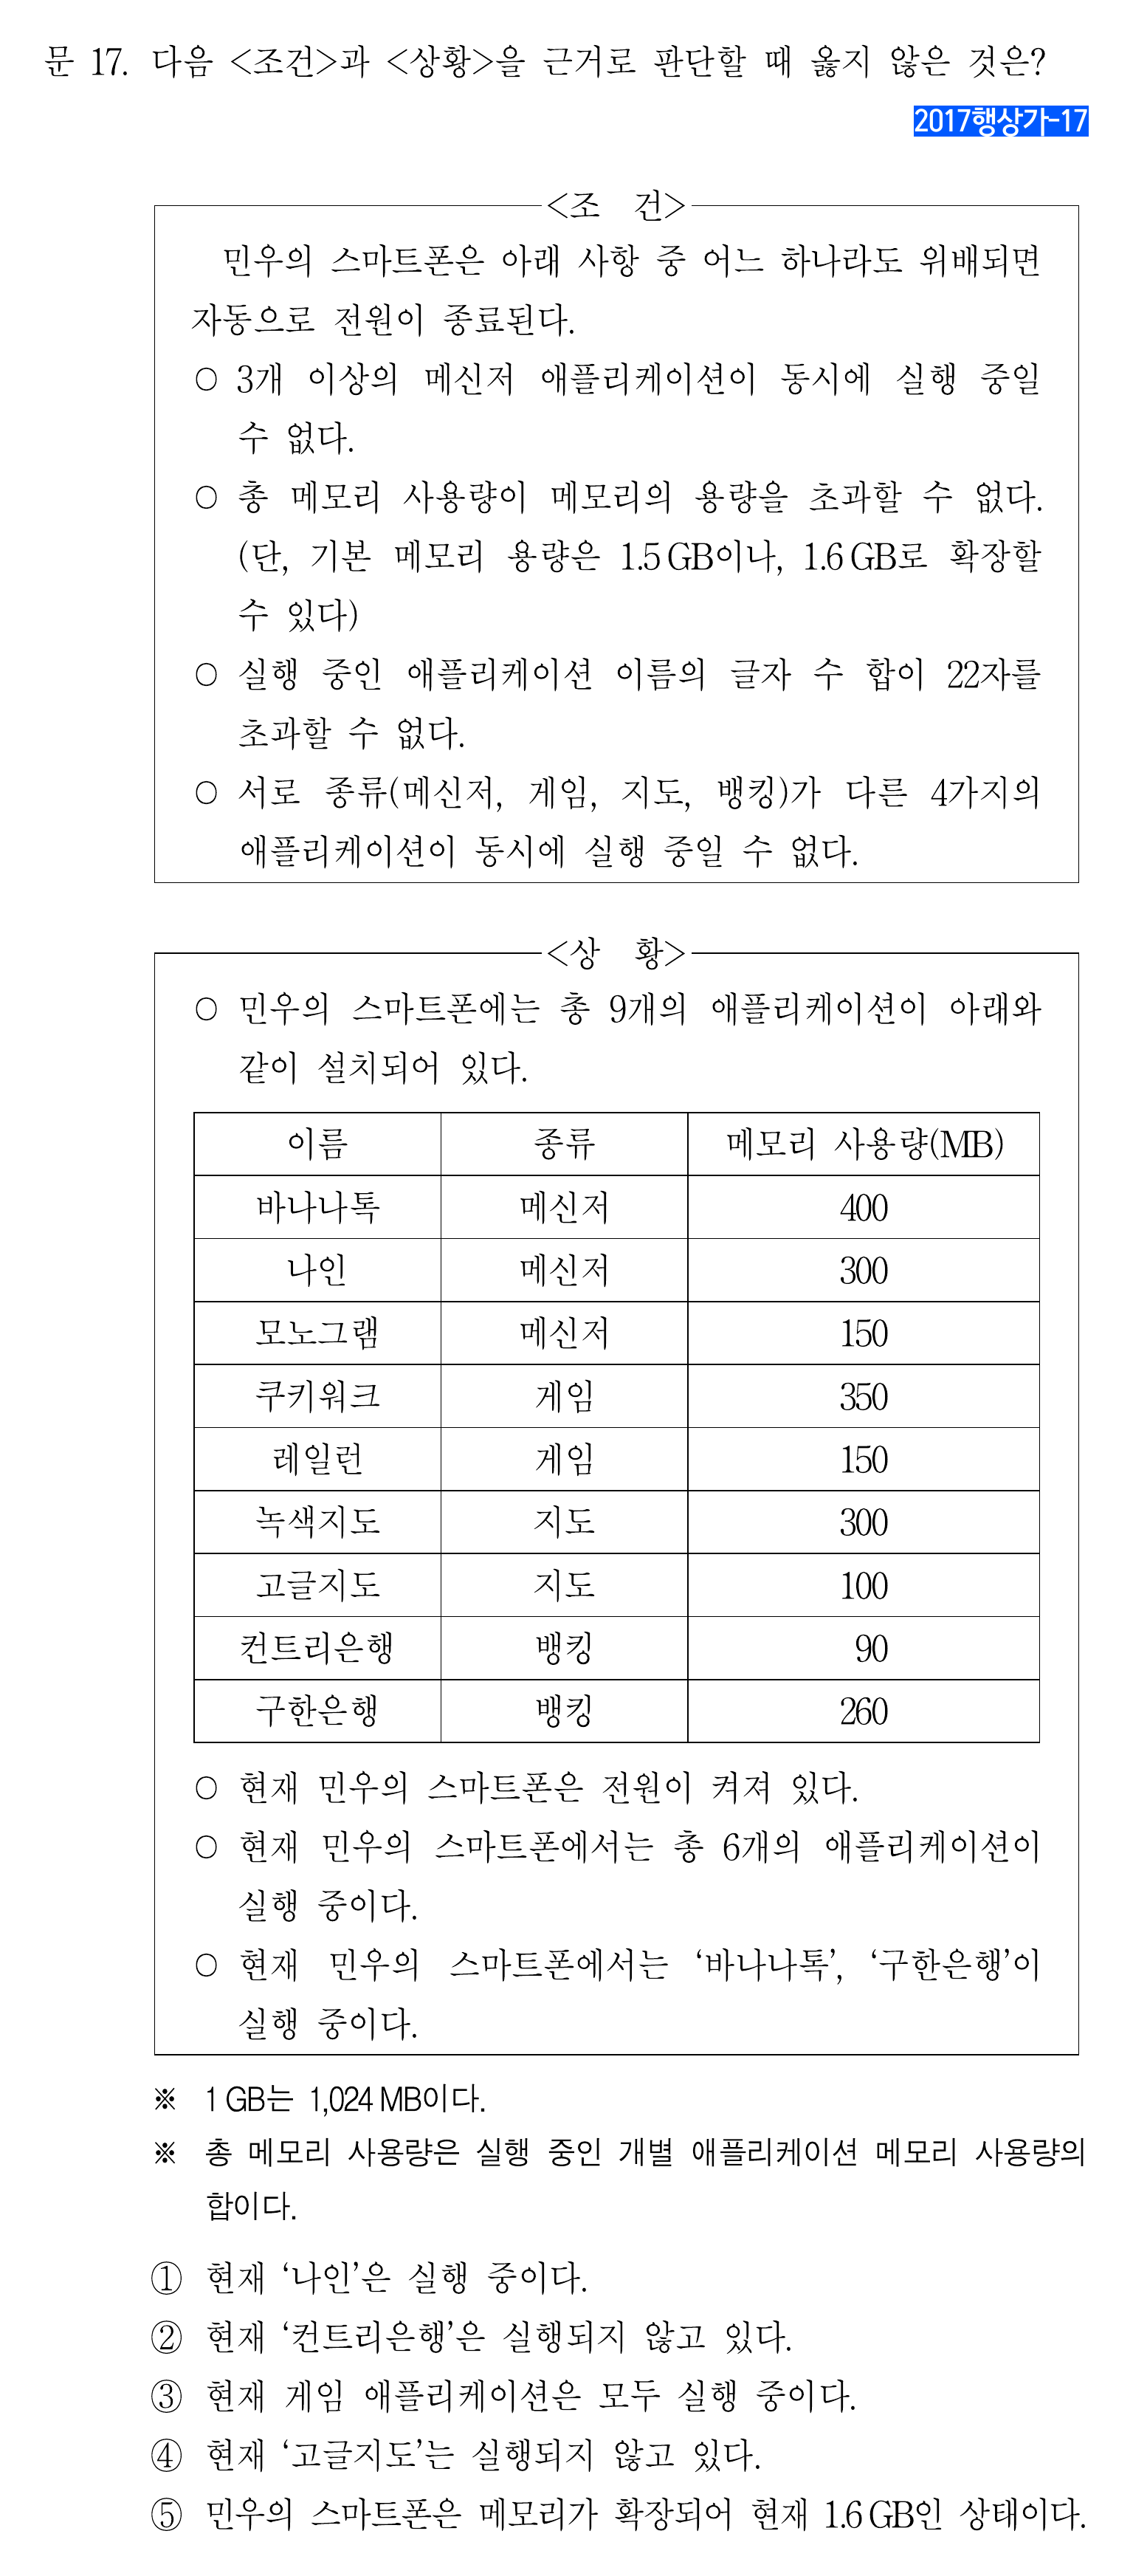 문 17. 다음 <조건>과 <상황>을 근거로 판단할 때 옳지 않은 것은?
2017행상가-17
<조 건>
민우의 스마트폰은 아래 사항 중 어느 하나라도 위배되면
자동으로 전원이 종료된다.
○ 3개 이상의 메신저 애플리케이션이 동시에 실행 중일
수 없다.
○ 총 메모리 사용량이 메모리의 용량을 초과할 수 없다.
(단, 기본 메모리 용량은 1.5GB이나, 1.6GB로 확장할
수 있다)
○ 실행 중인 애플리케이션 이름의 글자 수 합이 22자를
초과할 수 없다.
○ 서로 종류(메신저, 게임, 지도, 뱅킹)가 다른 4가지의
애플리케이션이 동시에 실행 중일 수 없다.
<상 황>
○ 민우의 스마트폰에는 총 9개의 애플리케이션이 아래와
같이 설치되어 있다.
이름 종류 메모리 사용량(MB)
바나나톡 메신저 400
나인 메신저 300
모노그램 메신저 150
쿠키워크 게임 350
레일런 게임 150
녹색지도 지도 300
고글지도 지도 100
컨트리은행 뱅킹 90
구한은행 뱅킹 260
○ 현재 민우의 스마트폰은 전원이 켜져 있다.
○ 현재 민우의 스마트폰에서는 총 6개의 애플리케이션이
실행 중이다.
○ 현재 민우의 스마트폰에서는 ‘바나나톡’, ‘구한은행’이
실행 중이다.
※ 1GB는 1,024MB이다.
※ 총 메모리 사용량은 실행 중인 개별 애플리케이션 메모리 사용량의
합이다.
① 현재 ‘나인’은 실행 중이다.
② 현재 ‘컨트리은행’은 실행되지 않고 있다.
③ 현재 게임 애플리케이션은 모두 실행 중이다.
④ 현재 ‘고글지도’는 실행되지 않고 있다.
⑤ 민우의 스마트폰은 메모리가 확장되어 현재 1.6GB인 상태이다.